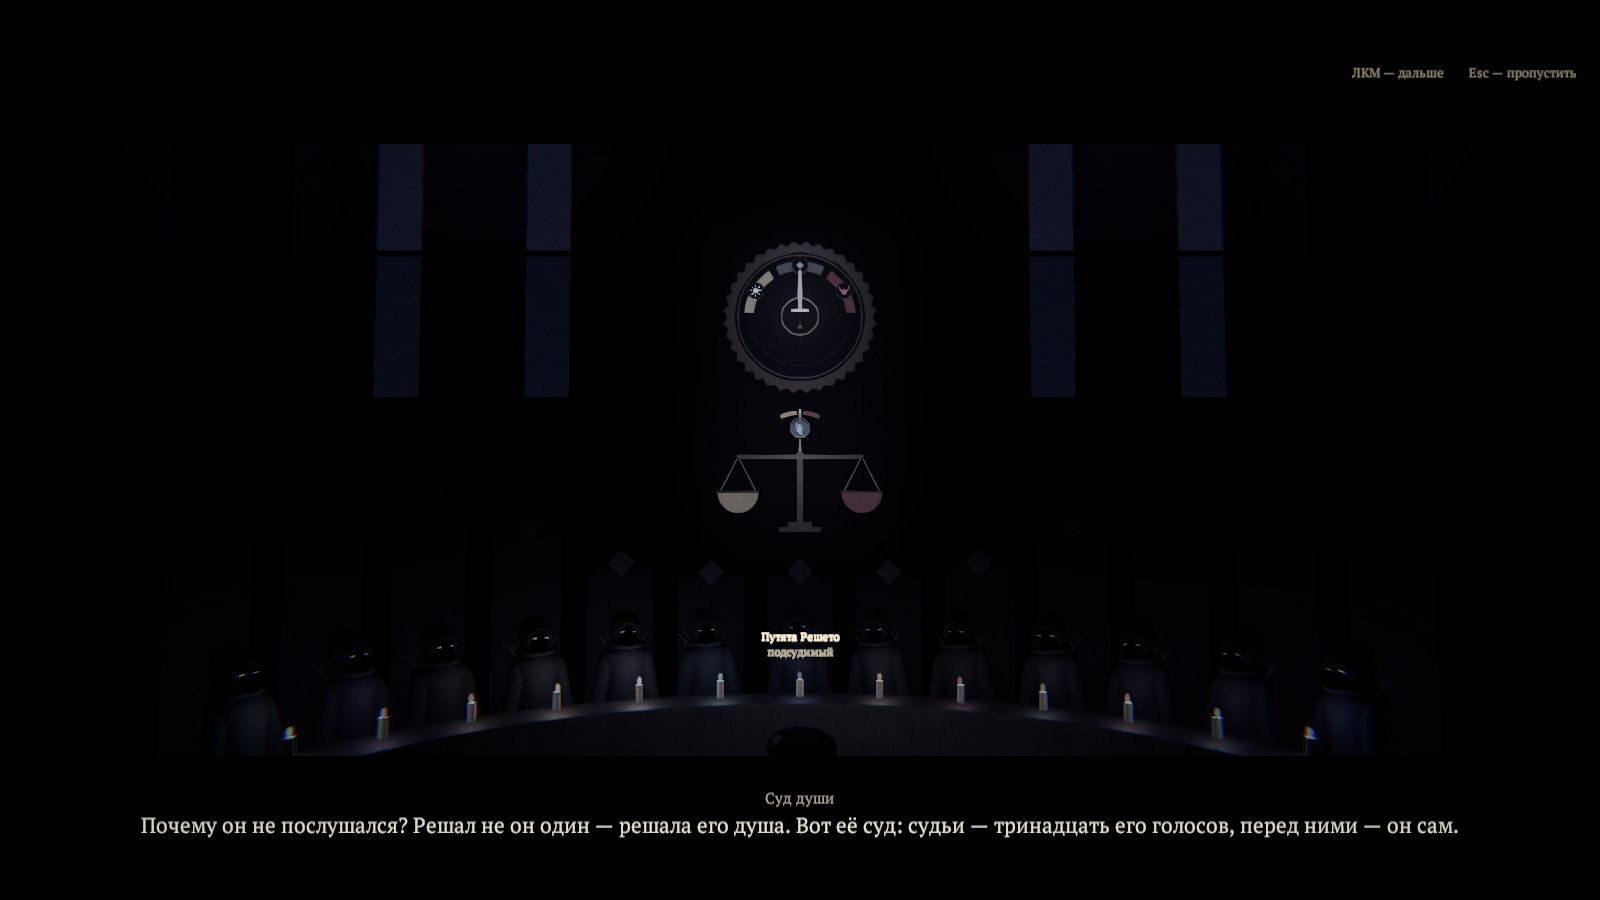 ЛКМ — дальше Esc — пропустить
Путята Решето
подсудимый
Суд души
Почему он не послушался? Решал не он один — решала его душа. Вот её суд: судьи — тринадцать его голосов, перед ними — он сам.